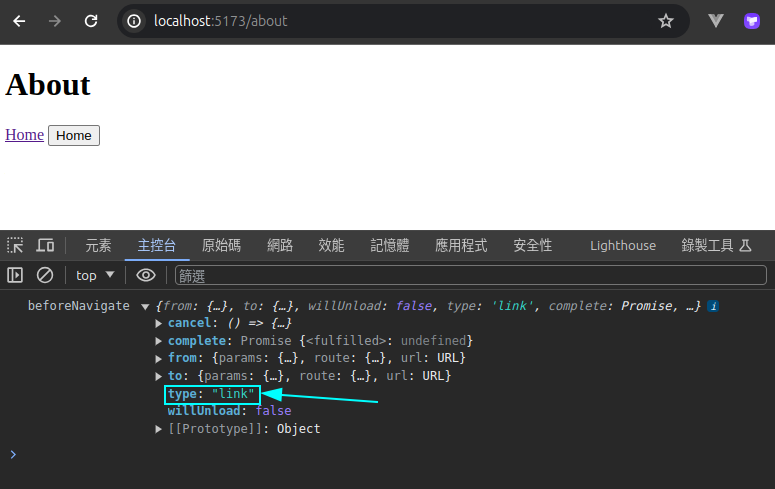 localhost:5173/about
About
Home Home
元素 主控台 原始碼 網路 效能 記憶體 應用程式 安全性 Lighthouse 錄製工具
top 篩選
beforeNavigate {from: {…}, to: {…}, willUnload: false, type: 'link', complete: Promise, …} i
cancel: () => {…}
complete: Promise {<fulfilled>: undefined}
from: {params: {…}, route: {…}, url: URL}
to: {params: {…}, route: {…}, url: URL}
type: "link"
willUnload: false
[[Prototype]]: Object